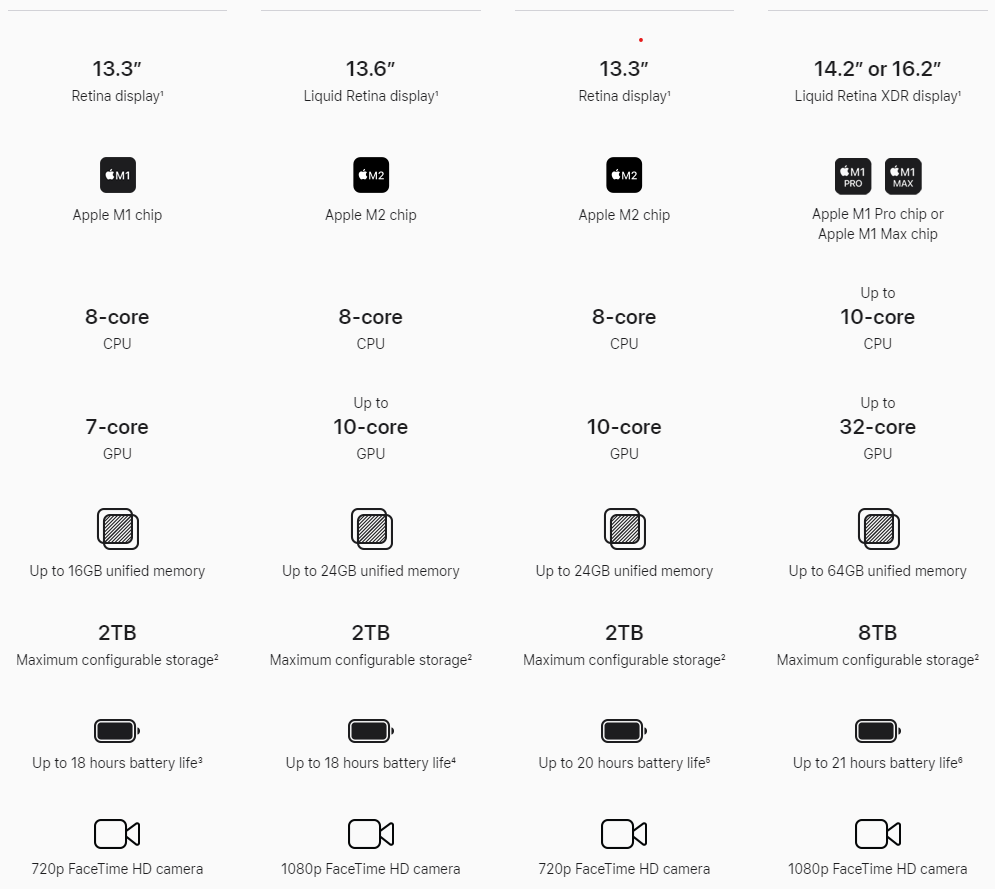 13.3″
Retina display¹
13.6″
Liquid Retina display¹
13.3″
Retina display¹
14.2″ or 16.2″
Liquid Retina XDR display¹
M1
Apple M1 chip
M2
Apple M2 chip
M2
Apple M2 chip
M1
PRO
M1
MAX
Apple M1 Pro chip or
Apple M1 Max chip
8-core
CPU
8-core
CPU
8-core
CPU
Up to
10-core
CPU
7-core
GPU
Up to
10-core
GPU
10-core
GPU
Up to
32-core
GPU
Up to 16GB unified memory
Up to 24GB unified memory
Up to 24GB unified memory
Up to 64GB unified memory
2TB
Maximum configurable storage²
2TB
Maximum configurable storage²
2TB
Maximum configurable storage²
8TB
Maximum configurable storage²
Up to 18 hours battery life³
Up to 18 hours battery life⁴
Up to 20 hours battery life⁵
Up to 21 hours battery life⁶
720p FaceTime HD camera
1080p FaceTime HD camera
720p FaceTime HD camera
1080p FaceTime HD camera